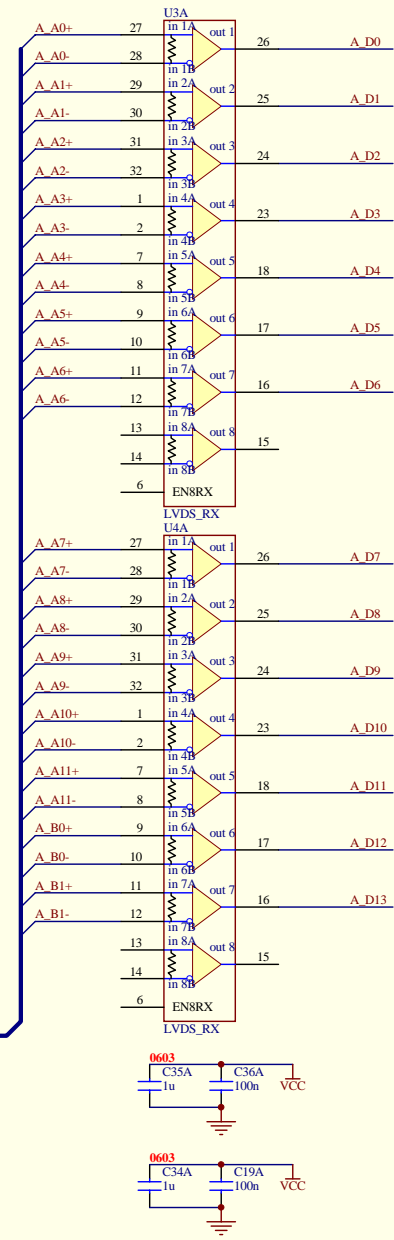 U3A
A_A0+ 27 in 1A out 1 26 A_D0
A_A0- 28 in 1B
A_A1+ 29 in 2A out 2 25 A_D1
A_A1- 30 in 2B
A_A2+ 31 in 3A out 3 24 A_D2
A_A2- 32 in 3B
A_A3+ 1 in 4A out 4 23 A_D3
A_A3- 2 in 4B
A_A4+ 7 in 5A out 5 18 A_D4
A_A4- 8 in 5B
A_A5+ 9 in 6A out 6 17 A_D5
A_A5- 10 in 6B
A_A6+ 11 in 7A out 7 16 A_D6
A_A6- 12 in 7B
13 in 8A out 8 15
14 in 8B
6 EN8RX
LVDS_RX
U4A
A_A7+ 27 in 1A out 1 26 A_D7
A_A7- 28 in 1B
A_A8+ 29 in 2A out 2 25 A_D8
A_A8- 30 in 2B
A_A9+ 31 in 3A out 3 24 A_D9
A_A9- 32 in 3B
A_A10+ 1 in 4A out 4 23 A_D10
A_A10- 2 in 4B
A_A11+ 7 in 5A out 5 18 A_D11
A_A11- 8 in 5B
A_B0+ 9 in 6A out 6 17 A_D12
A_B0- 10 in 6B
A_B1+ 11 in 7A out 7 16 A_D13
A_B1- 12 in 7B
13 in 8A out 8 15
14 in 8B
6 EN8RX
LVDS_RX
0603
C35A C36A
1u 100n VCC
0603
C34A C19A
1u 100n VCC